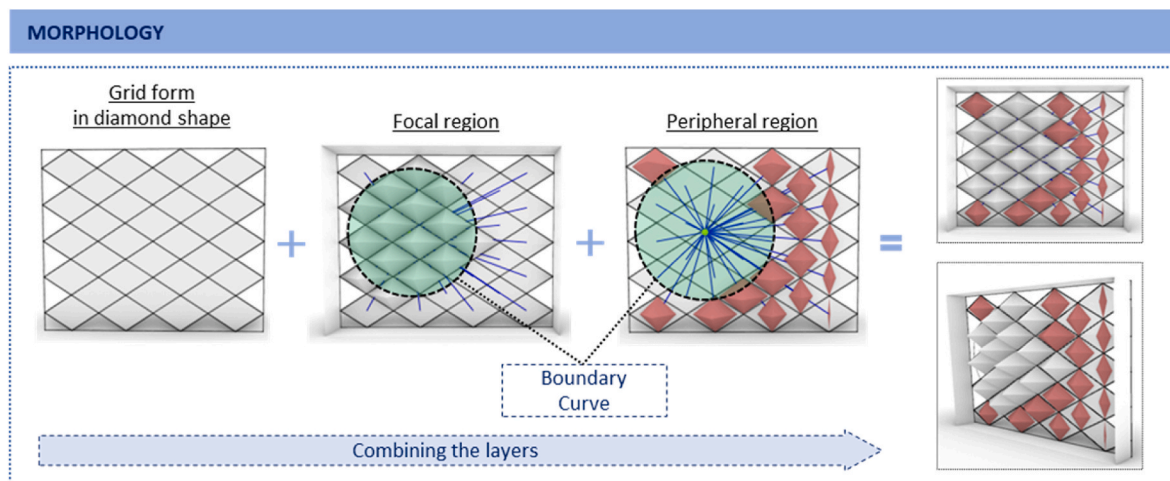 MORPHOLOGY
Grid form
in diamond shape
Focal region
Peripheral region
+
+
=
Boundary
Curve
Combining the layers